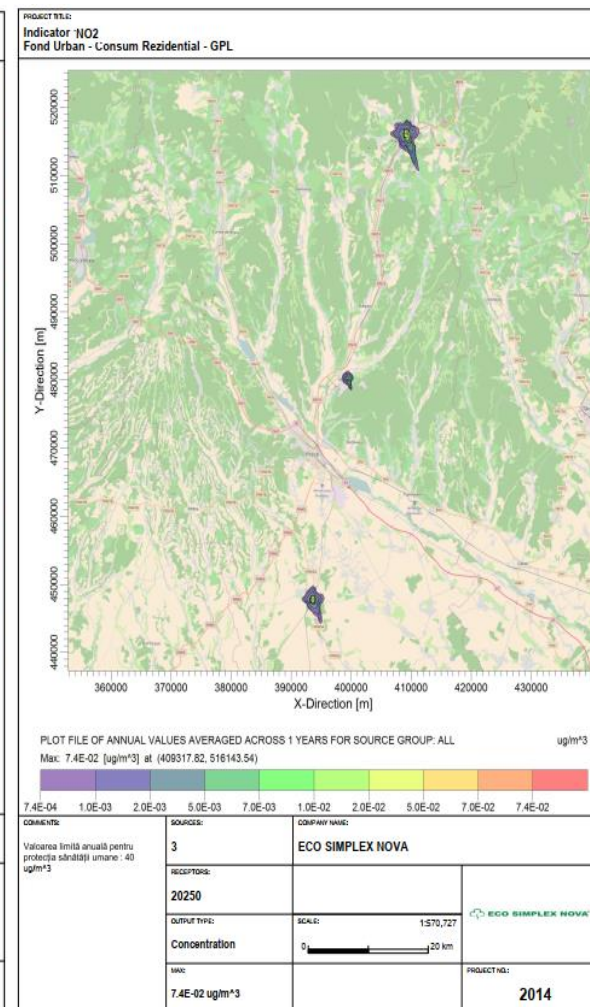 PROJECT TITLE:
Indicator NO2
Fond Urban - Consum Rezidential - GPL
Y-Direction [m]
520000
510000
500000
490000
480000
470000
460000
450000
440000
360000 370000 380000 390000 400000 410000 420000 430000
X-Direction [m]
PLOT FILE OF ANNUAL VALUES AVERAGED ACROSS 1 YEARS FOR SOURCE GROUP: ALL ug/m^3
Max: 7.4E-02 [ug/m^3] at (409317.82, 516143.54)
7.4E-04 1.0E-03 2.0E-03 5.0E-03 7.0E-03 1.0E-02 2.0E-02 5.0E-02 7.0E-02 7.4E-02
COMMENTS:
Valoarea limită anuală pentru
protecția sănătății umane : 40
ug/m^3
SOURCES:
3
COMPANY NAME:
ECO SIMPLEX NOVA
RECEPTORS:
20250
OUTPUT TYPE:
Concentration
SCALE: 1:570,727
0 20 km
ECO SIMPLEX NOVA
MAX:
7.4E-02 ug/m^3
PROJECT NO.:
2014